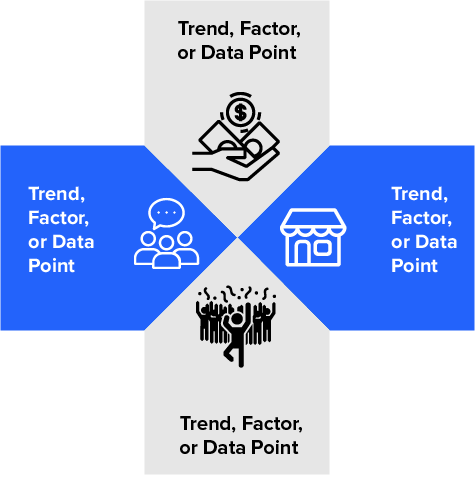 Trend, Factor,
or Data Point
$
Trend,
Factor,
or Data
Point
Trend,
Factor,
or Data
Point
Trend, Factor,
or Data Point